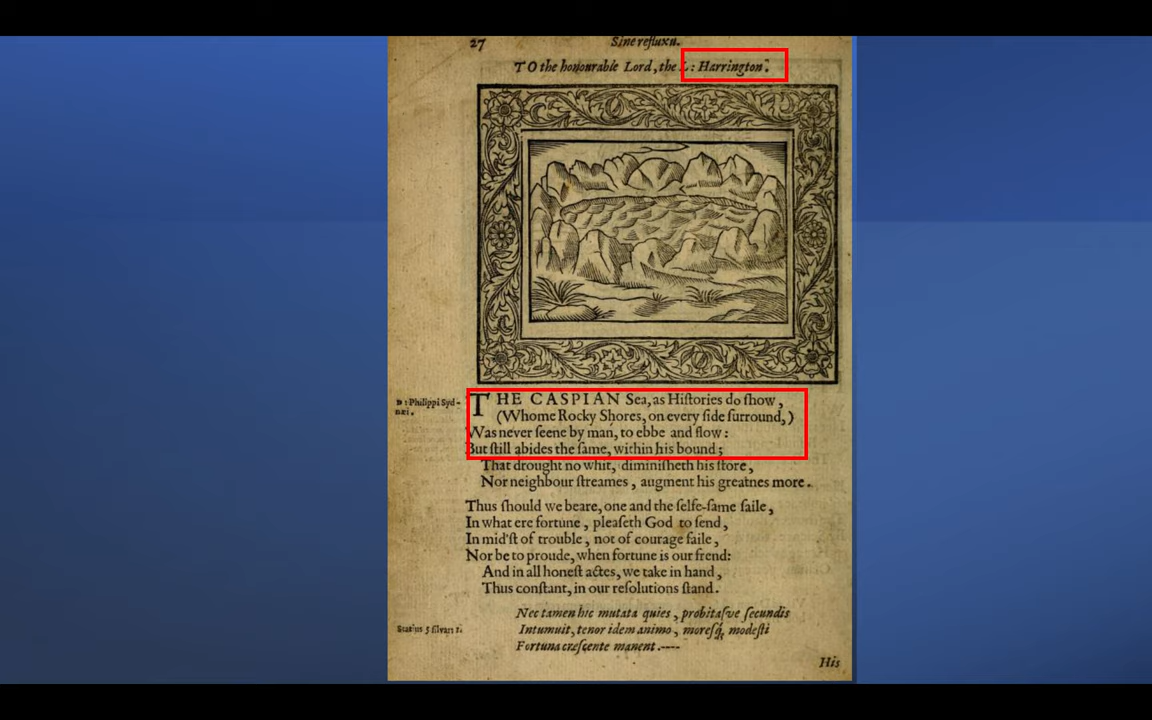 27
Sine refluxu.
TO the honourable Lord, the L: Harrington.
THE CASPIAN Sea, as Hiſtories do ſhow,
(Whome Rocky Shores, on every ſide ſurround,)
Was never ſeene by man, to ebbe and flow:
But ſtill abides the ſame, within his bound;
That drought no whit, diminiſheth his ſtore,
Nor neighbour ſtreames, augment his greatnes more.
D: Philippi Syd-
næi.
Thus ſhould we beare, one and the ſelfe-ſame ſaile,
In what ere fortune, pleaſeth God to ſend,
In mid'ſt of trouble, not of courage faile,
Nor be to proude, when fortune is our frend:
And in all honeſt actes, we take in hand,
Thus conſtant, in our reſolutions ſtand.
Nec tamen hic mutata quies, probitaſve ſecundis
Intumuit, tenor idem animo, moreſq̃ modeſti
Fortuna creſcente manent.----
Statius 5 ſilvar: 1.
His